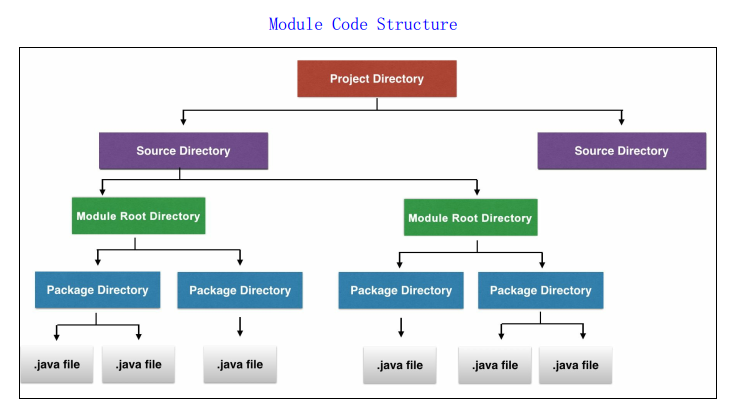 Module Code Structure
Project Directory
Source Directory
Source Directory
Module Root Directory
Module Root Directory
Package Directory
Package Directory
Package Directory
Package Directory
.java file
.java file
.java file
.java file
.java file
.java file